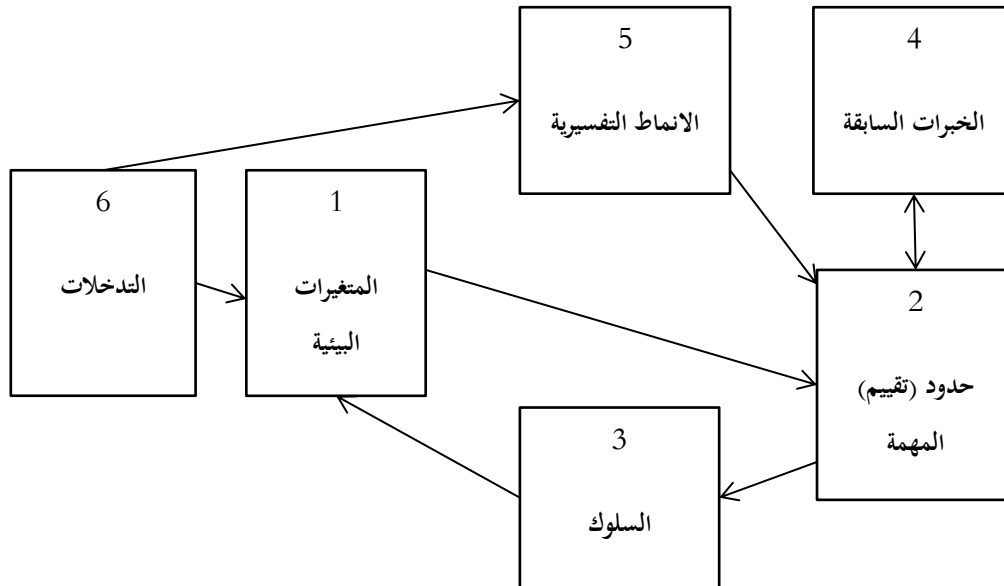 4
الخبرات السابقة
5
الانماط التفسيرية
1
المتغيرات
البيئية
6
التدخلات
2
حدود (تقييم)
المهمة
3
السلوك